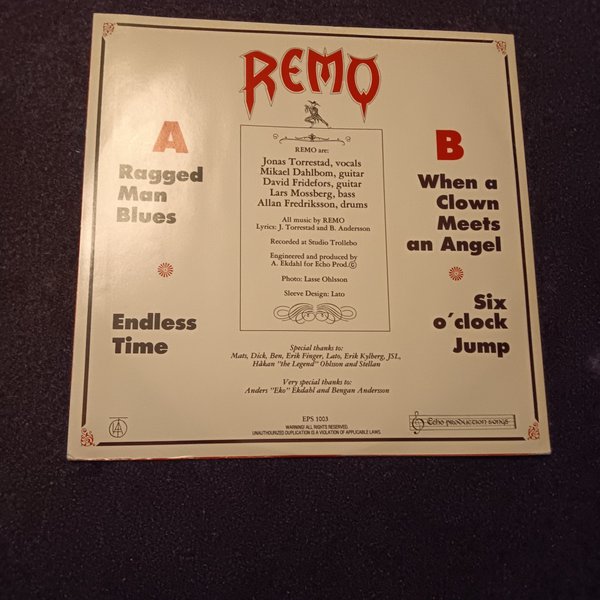 REMO
A
Ragged
Man
Blues
Endless
Time
REMO are:
Jonas Torrestad, vocals
Mikael Dahlbom, guitar
David Fridefors, guitar
Lars Mossberg, bass
Allan Fredriksson, drums
All music by REMO
Lyrics: J. Torrestad and B. Andersson
Recorded at Studio Trollebo
Engineered and produced by
A. Ekdahl for Echo Prod.©
Photo: Lasse Ohlsson
Sleeve Design: Lato
B
When a
Clown
Meets
an Angel
Six
o´clock
Jump
Special thanks to:
Mats, Dick, Ben, Erik Finger, Lato, Erik Kylberg, JSL,
Håkan "the Legend" Ohlsson and Stellan
Very special thanks to:
Anders "Eko" Ekdahl and Bengan Andersson
EPS 1003
WARNING! ALL RIGHTS RESERVED.
UNAUTHOURIZED DUPLICATION IS A VIOLATION OF APPLICABLE LAWS.
Echo production songs